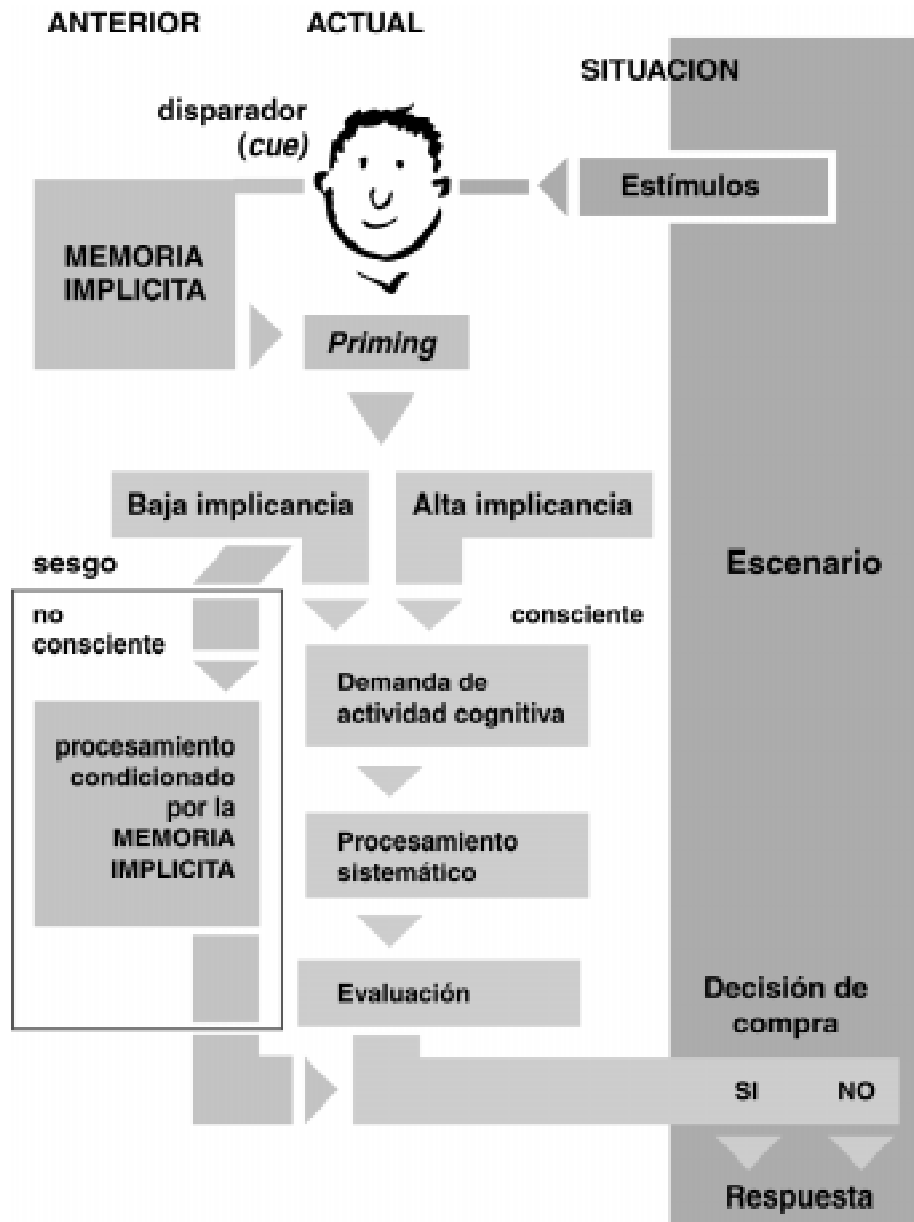 ANTERIOR
ACTUAL
SITUACION
disparador
(cue)
Estímulos
MEMORIA
IMPLICITA
Priming
Baja implicancia
Alta implicancia
sesgo
Escenario
no
consciente
consciente
Demanda de
actividad cognitiva
procesamiento
condicionado
por la
MEMORIA
IMPLICITA
Procesamiento
sistemático
Evaluación
Decisión de
compra
SI
NO
Respuesta